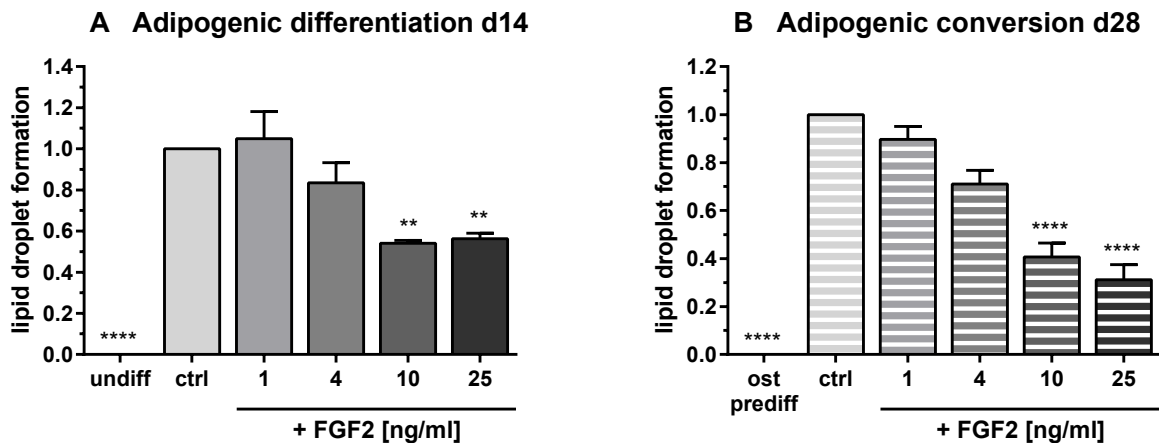 A Adipogenic differentiation d14
lipid droplet formation
1.4
1.2
1.0
0.8
0.6
0.4
0.2
0.0
****
**
**
undiff ctrl 1 4 10 25
+ FGF2 [ng/ml]
B Adipogenic conversion d28
lipid droplet formation
1.2
1.0
0.8
0.6
0.4
0.2
0.0
****
****
****
ost ctrl 1 4 10 25
prediff
+ FGF2 [ng/ml]